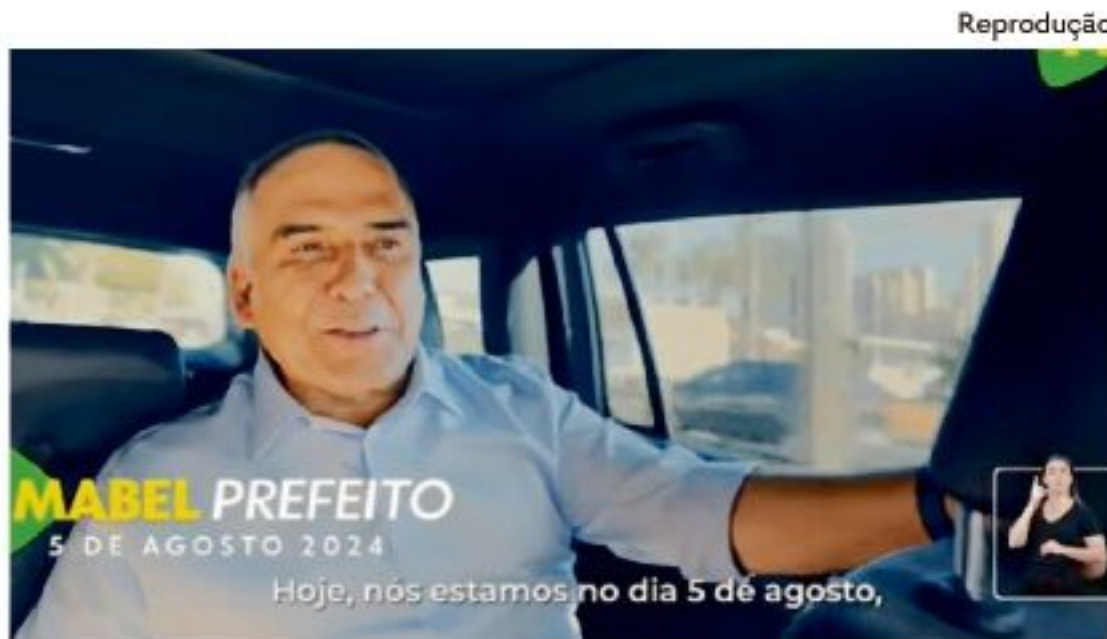 Reprodução
MABEL PREFEITO
5 DE AGOSTO 2024
Hoje, nós estamos no dia 5 de agosto,